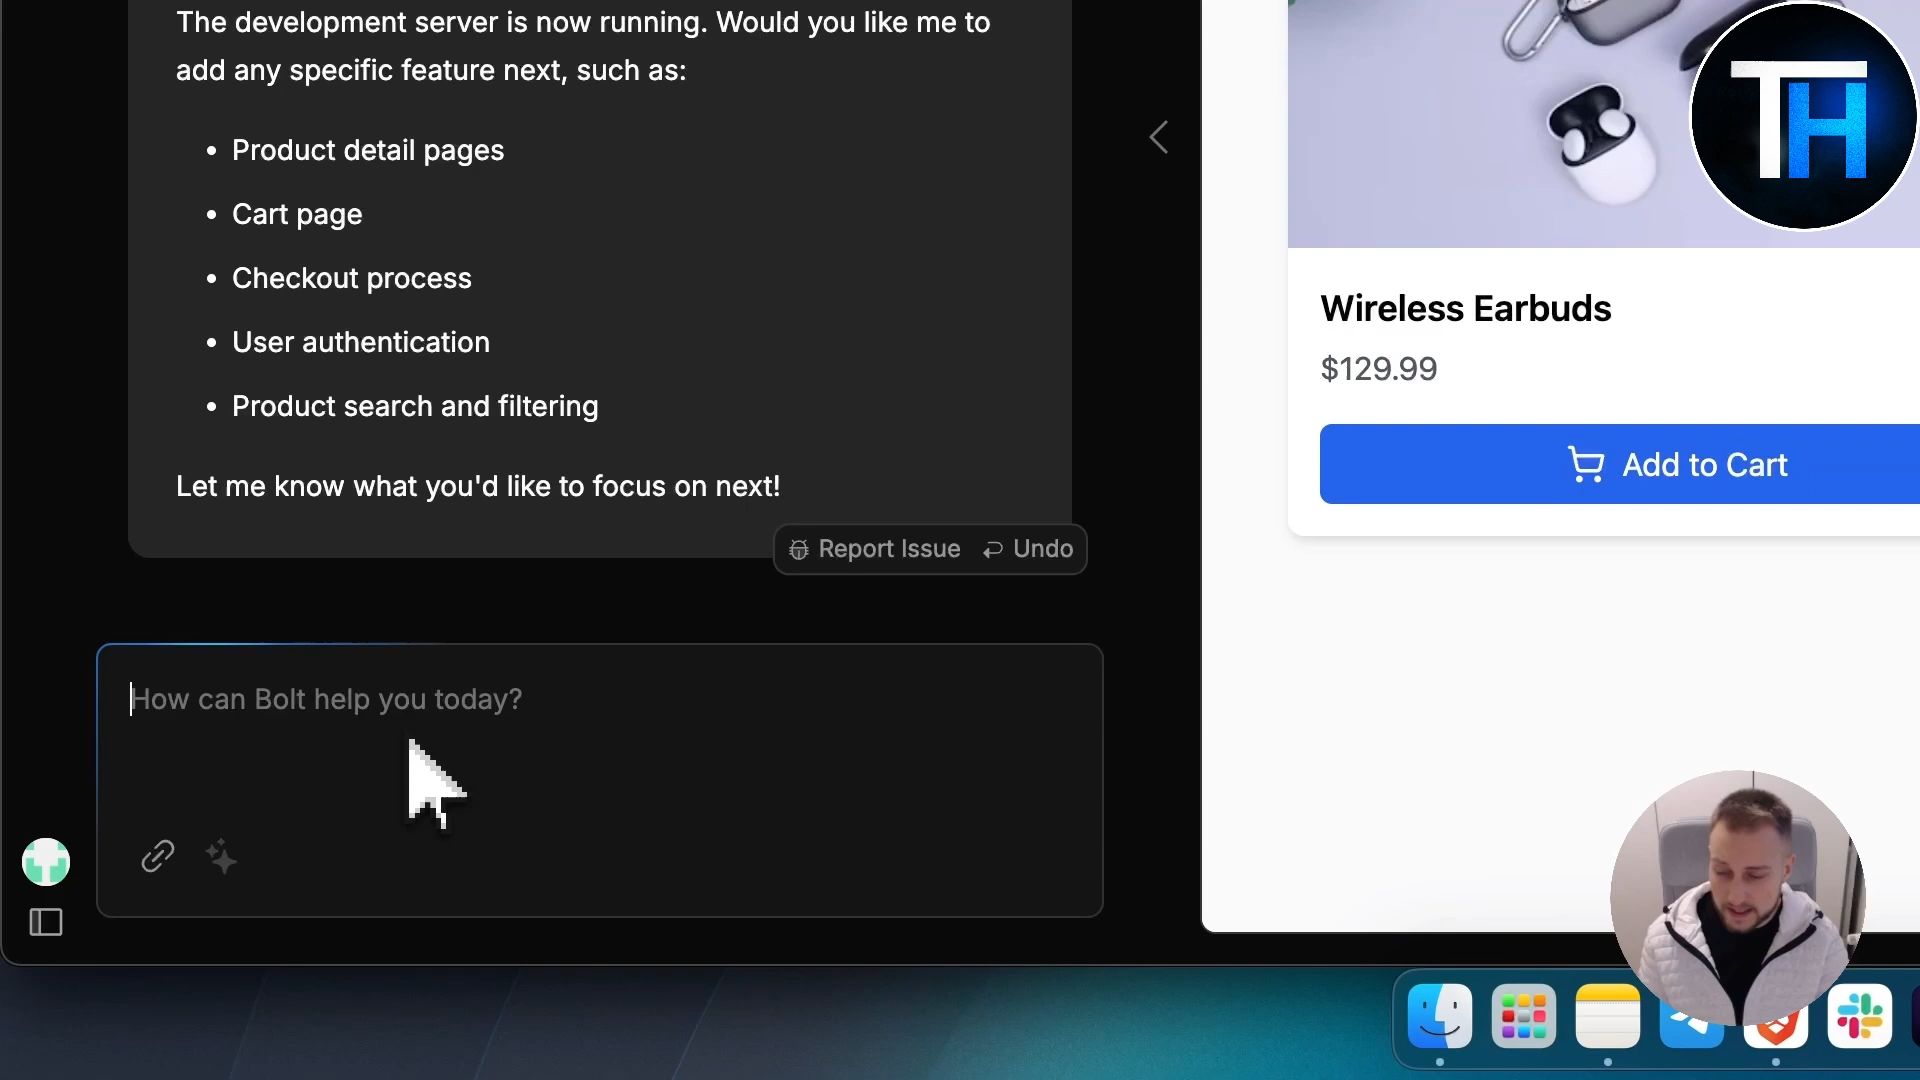 The development server is now running. Would you like me to
add any specific feature next, such as:
• Product detail pages
• Cart page
• Checkout process
• User authentication
• Product search and filtering
Let me know what you'd like to focus on next!
Report Issue Undo
How can Bolt help you today?
TH
Wireless Earbuds
$129.99
Add to Cart